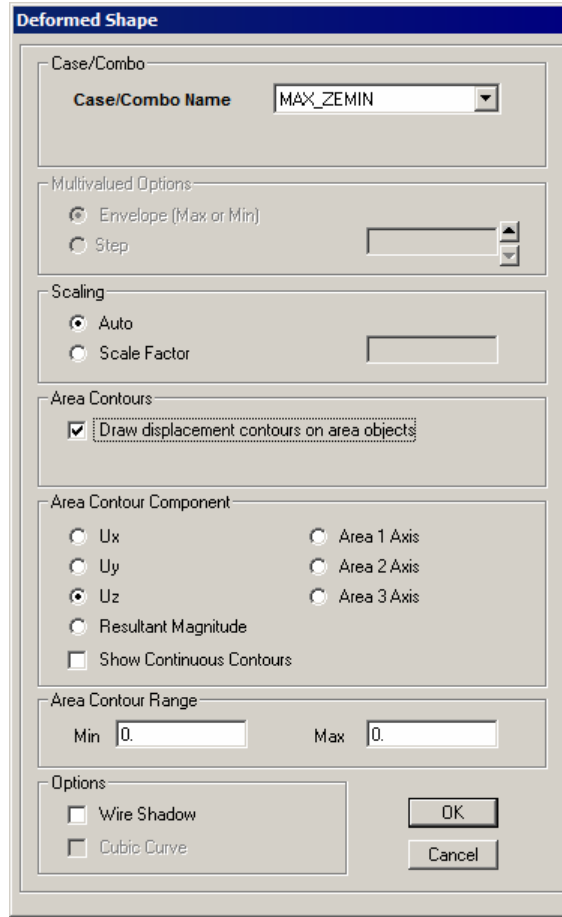 Deformed Shape
Case/Combo
Case/Combo Name MAX_ZEMIN
Multivalued Options
Envelope (Max or Min)
Step
Scaling
Auto
Scale Factor
Area Contours
Draw displacement contours on area objects
Area Contour Component
Ux Area 1 Axis
Uy Area 2 Axis
Uz Area 3 Axis
Resultant Magnitude
Show Continuous Contours
Area Contour Range
Min 0. Max 0.
Options
Wire Shadow OK
Cubic Curve Cancel